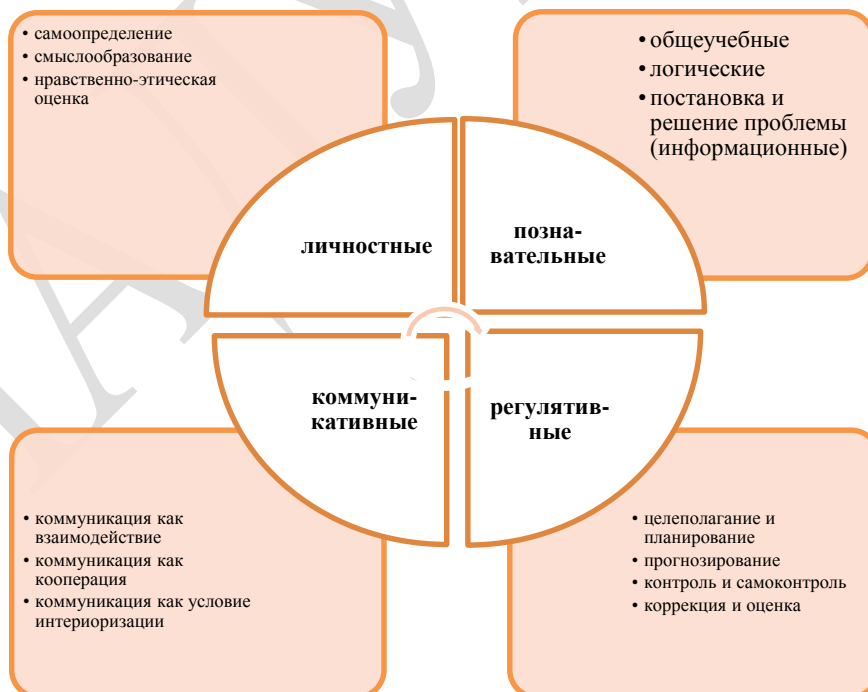 • самоопределение
• смыслообразование
• нравственно-этическая
оценка
• общеучебные
• логические
• постановка и
решение проблемы
(информационные)
личностные
позна-
вательные
коммуни-
кативные
регулятив-
ные
• коммуникация как
взаимодействие
• коммуникация как
кооперация
• коммуникация как условие
интериоризации
• целеполагание и
планирование
• прогнозирование
• контроль и самоконтроль
• коррекция и оценка